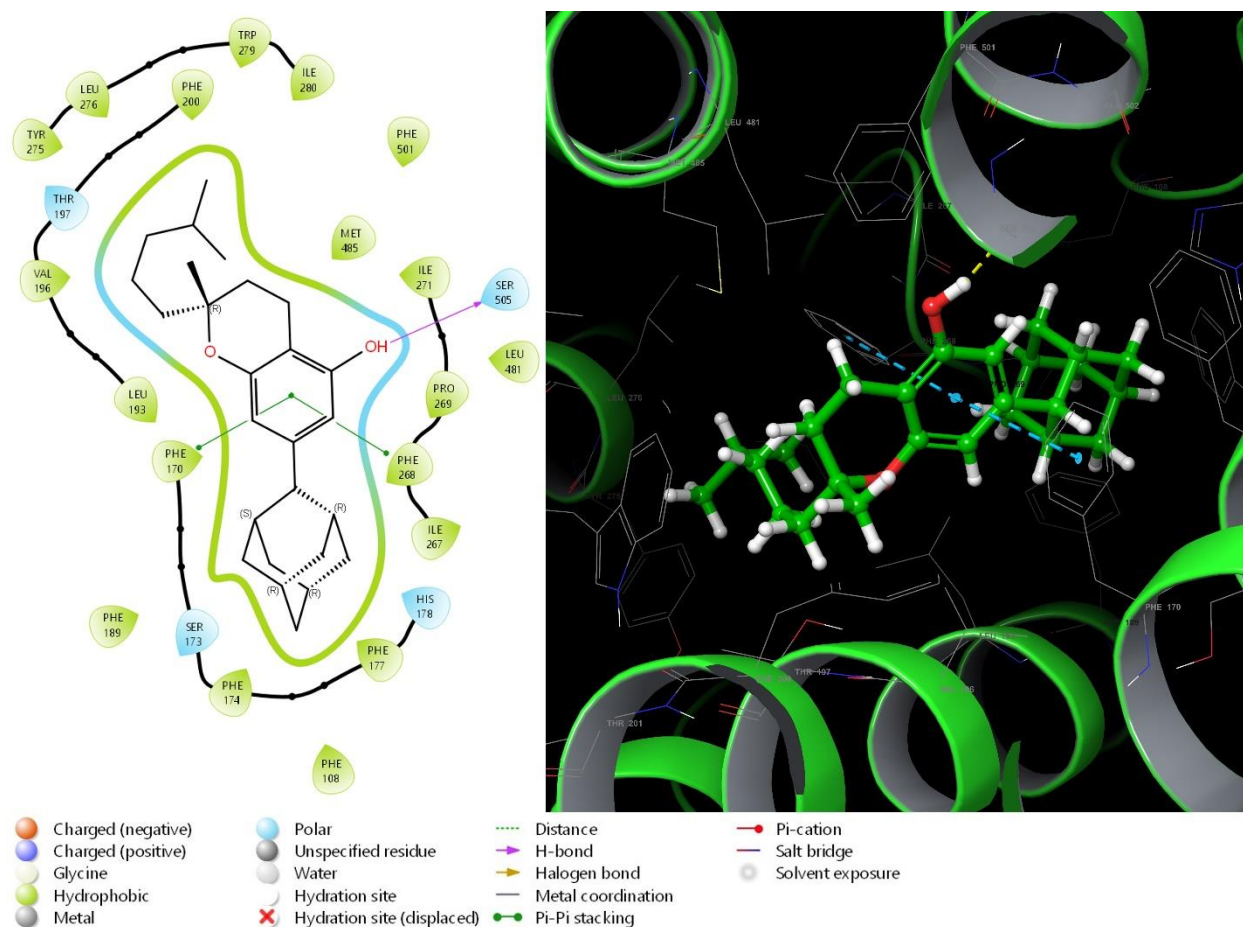 TRP
279
ILE
280
LEU
276
PHE
200
TYR
275
PHE
501
THR
197
MET
485
VAL
196
ILE
271
SER
505
(R)
O
OH
LEU
481
LEU
193
PRO
269
PHE
170
PHE
268
(S)
(R)
ILE
267
(R)
(R)
HIS
178
PHE
189
SER
173
PHE
177
PHE
174
PHE
108
PHE 501
LEU 481
MET 485
LEU 276
PHE 170
THR 197
THR 201
Charged (negative)
Charged (positive)
Glycine
Hydrophobic
Metal
Polar
Unspecified residue
Water
Hydration site
Hydration site (displaced)
Distance
H-bond
Halogen bond
Metal coordination
Pi-Pi stacking
Pi-cation
Salt bridge
Solvent exposure